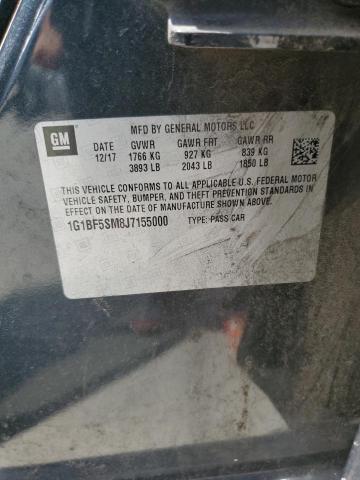 GM
MFD BY GENERAL MOTORS LLC
DATE GVWR GAWR FRT GAWR RR
12/17 1766 KG 927 KG 839 KG
3893 LB 2043 LB 1850 LB
THIS VEHICLE CONFORMS TO ALL APPLICABLE U.S. FEDERAL MOTOR
VEHICLE SAFETY, BUMPER, AND THEFT PREVENTION STANDARDS IN
EFFECT ON THE DATE OF MANUFACTURE SHOWN ABOVE.
1G1BF5SM8J7155000 TYPE: PASS CAR